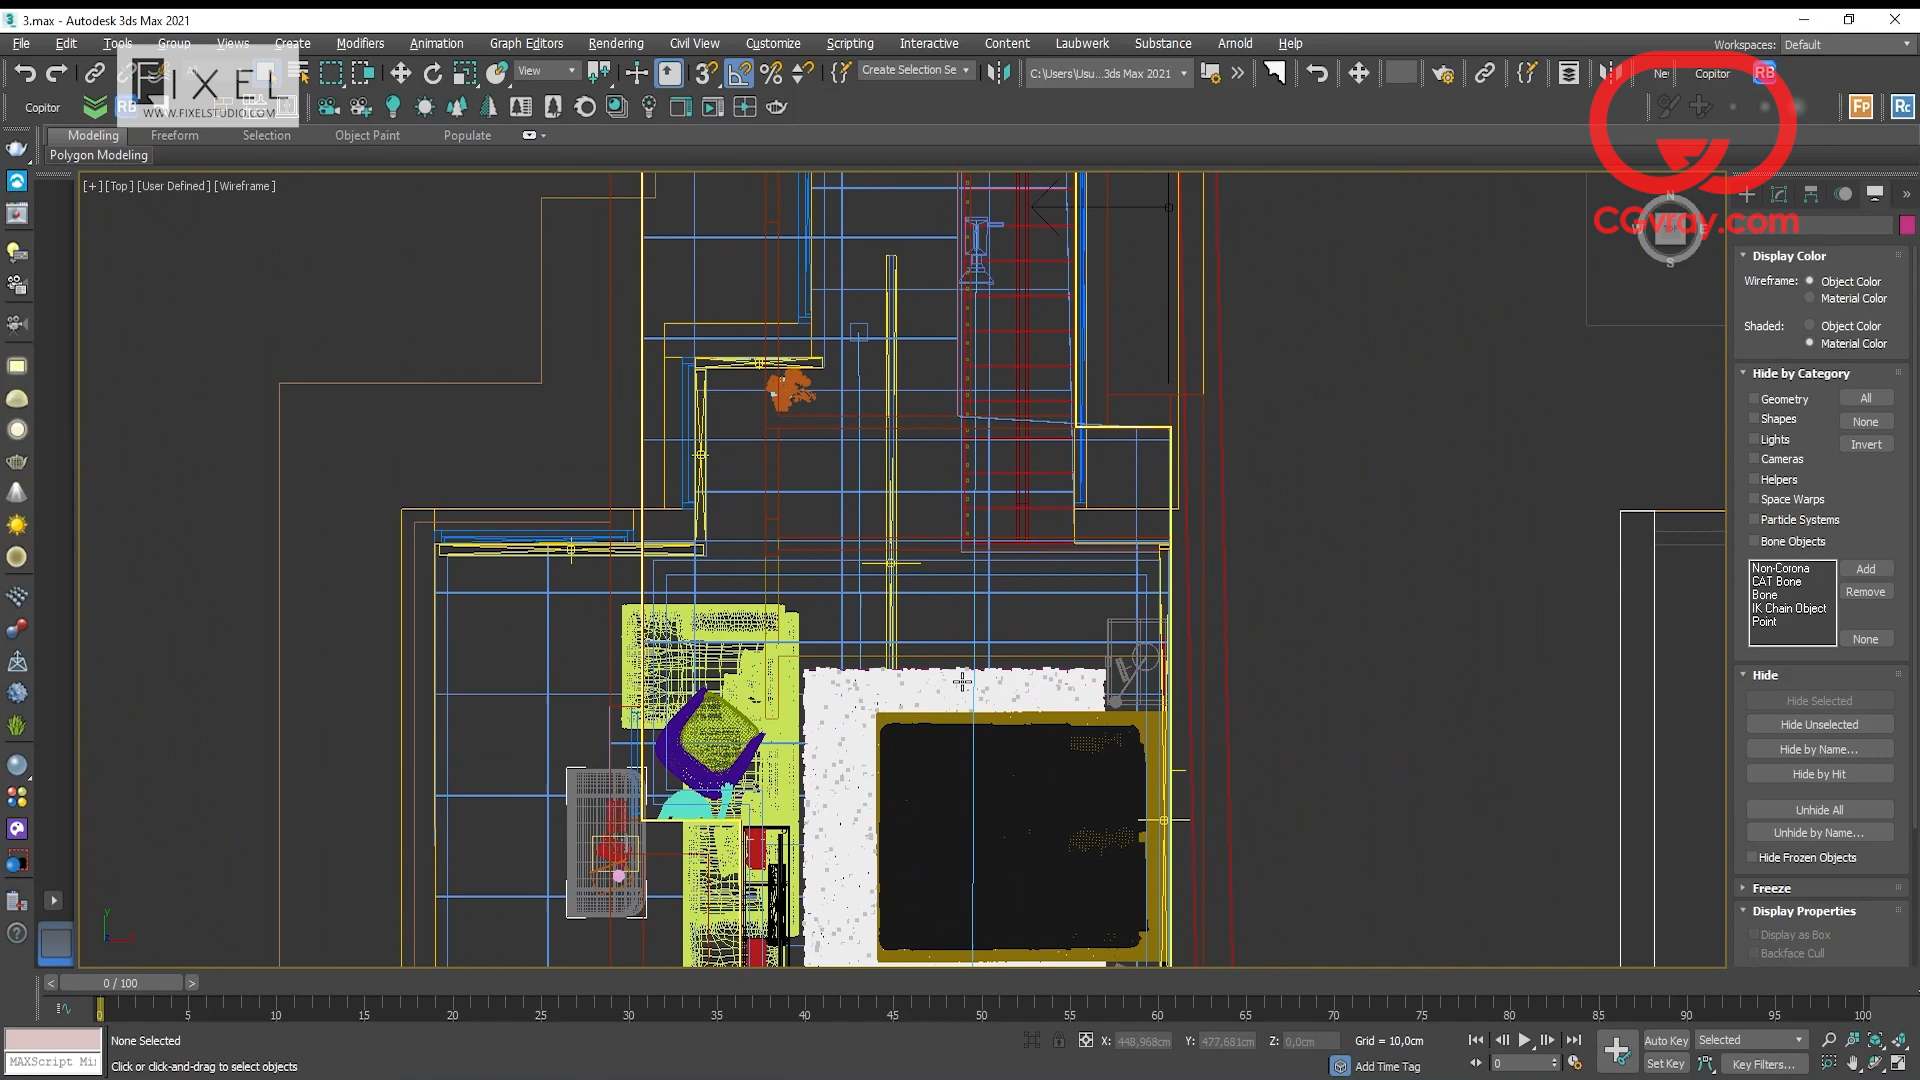 3.max - Autodesk 3ds Max 2021
File Edit Tools Group Views Create Modifiers Animation Graph Editors Rendering Civil View Customize Scripting Interactive Content Laubwerk Substance Arnold Help
Workspaces: Default
View
Create Selection Se
C:\Users\Usu...3ds Max 2021
Copitor
RB
FIXEL
WWW.FIXELSTUDIO.COM
Copitor
RB
Fp
Rc
Modeling Freeform Selection Object Paint Populate
Polygon Modeling
[+] [Top] [User Defined] [Wireframe]
N
S
CGvray.com
Display Color
Wireframe: Object Color
Material Color
Shaded: Object Color
Material Color
Hide by Category
Geometry
All
Shapes
None
Lights
Invert
Cameras
Helpers
Space Warps
Particle Systems
Bone Objects
Non-Corona
Add
CAT Bone
Bone
Remove
IK Chain Object
Point
None
Hide
Hide Selected
Hide Unselected
Hide by Name...
Hide by Hit
Unhide All
Unhide by Name...
Hide Frozen Objects
Freeze
Display Properties
Display as Box
Backface Cull
y
< 0 / 100 >
0 5 10 15 20 25 30 35 40 45 50 55 60 65 70 75 80 85 90 95 100
None Selected
X: 448,968cm Y: 477,681cm Z: 0,0cm Grid = 10,0cm
Auto Key Selected
MAXScript Mi
Click or click-and-drag to select objects
Add Time Tag
0
Set Key Key Filters...